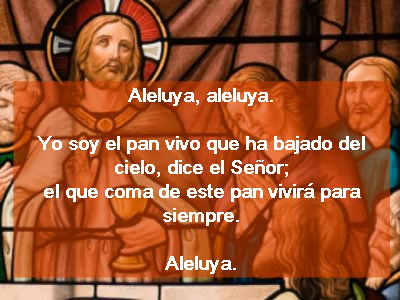 Aleluya, aleluya.
Yo soy el pan vivo que ha bajado del
cielo, dice el Señor;
el que coma de este pan vivirá para
siempre.
Aleluya.